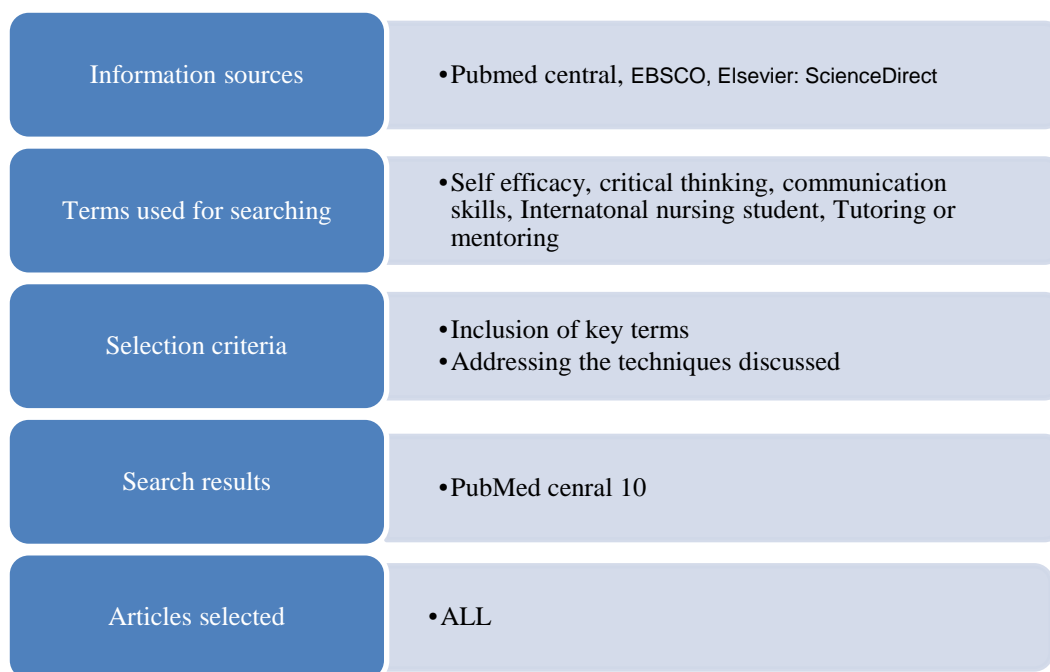 Information sources
•Pubmed central, EBSCO, Elsevier: ScienceDirect
Terms used for searching
•Self efficacy, critical thinking, communication
skills, Internatonal nursing student, Tutoring or
mentoring
Selection criteria
•Inclusion of key terms
•Addressing the techniques discussed
Search results
•PubMed cenral 10
Articles selected
•ALL